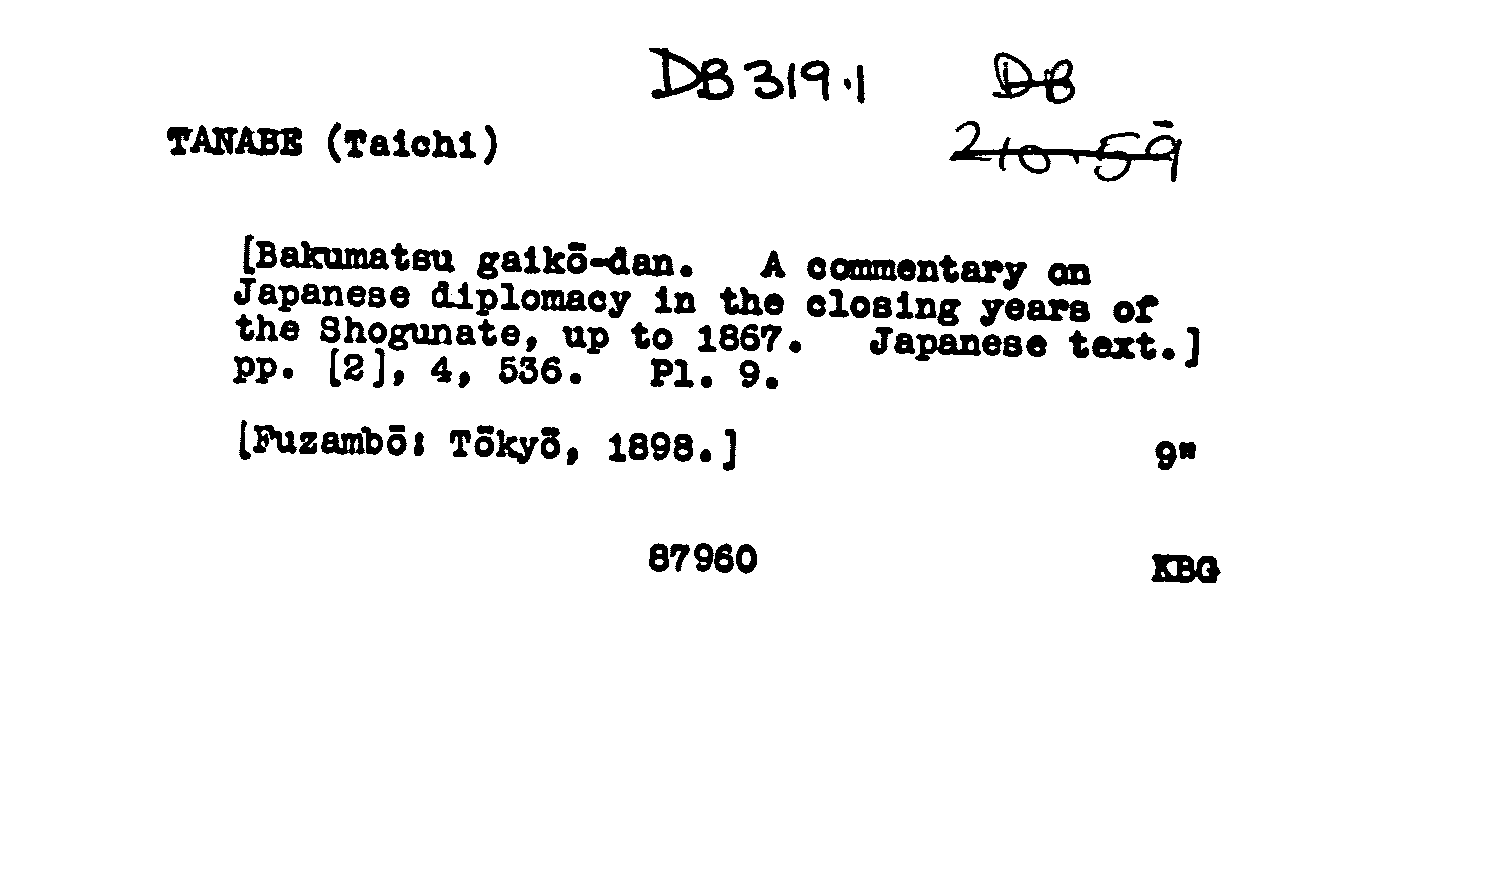 DB 319.1 DB
TANABE (Taichi) 210.59
[Bakumatsu gaikō-dan. A commentary on
Japanese diplomacy in the closing years of
the Shogunate, up to 1867. Japanese text.]
pp. [2], 4, 536. Pl. 9.
[Fuzambō: Tōkyō, 1898.] 9"
87960 KBG